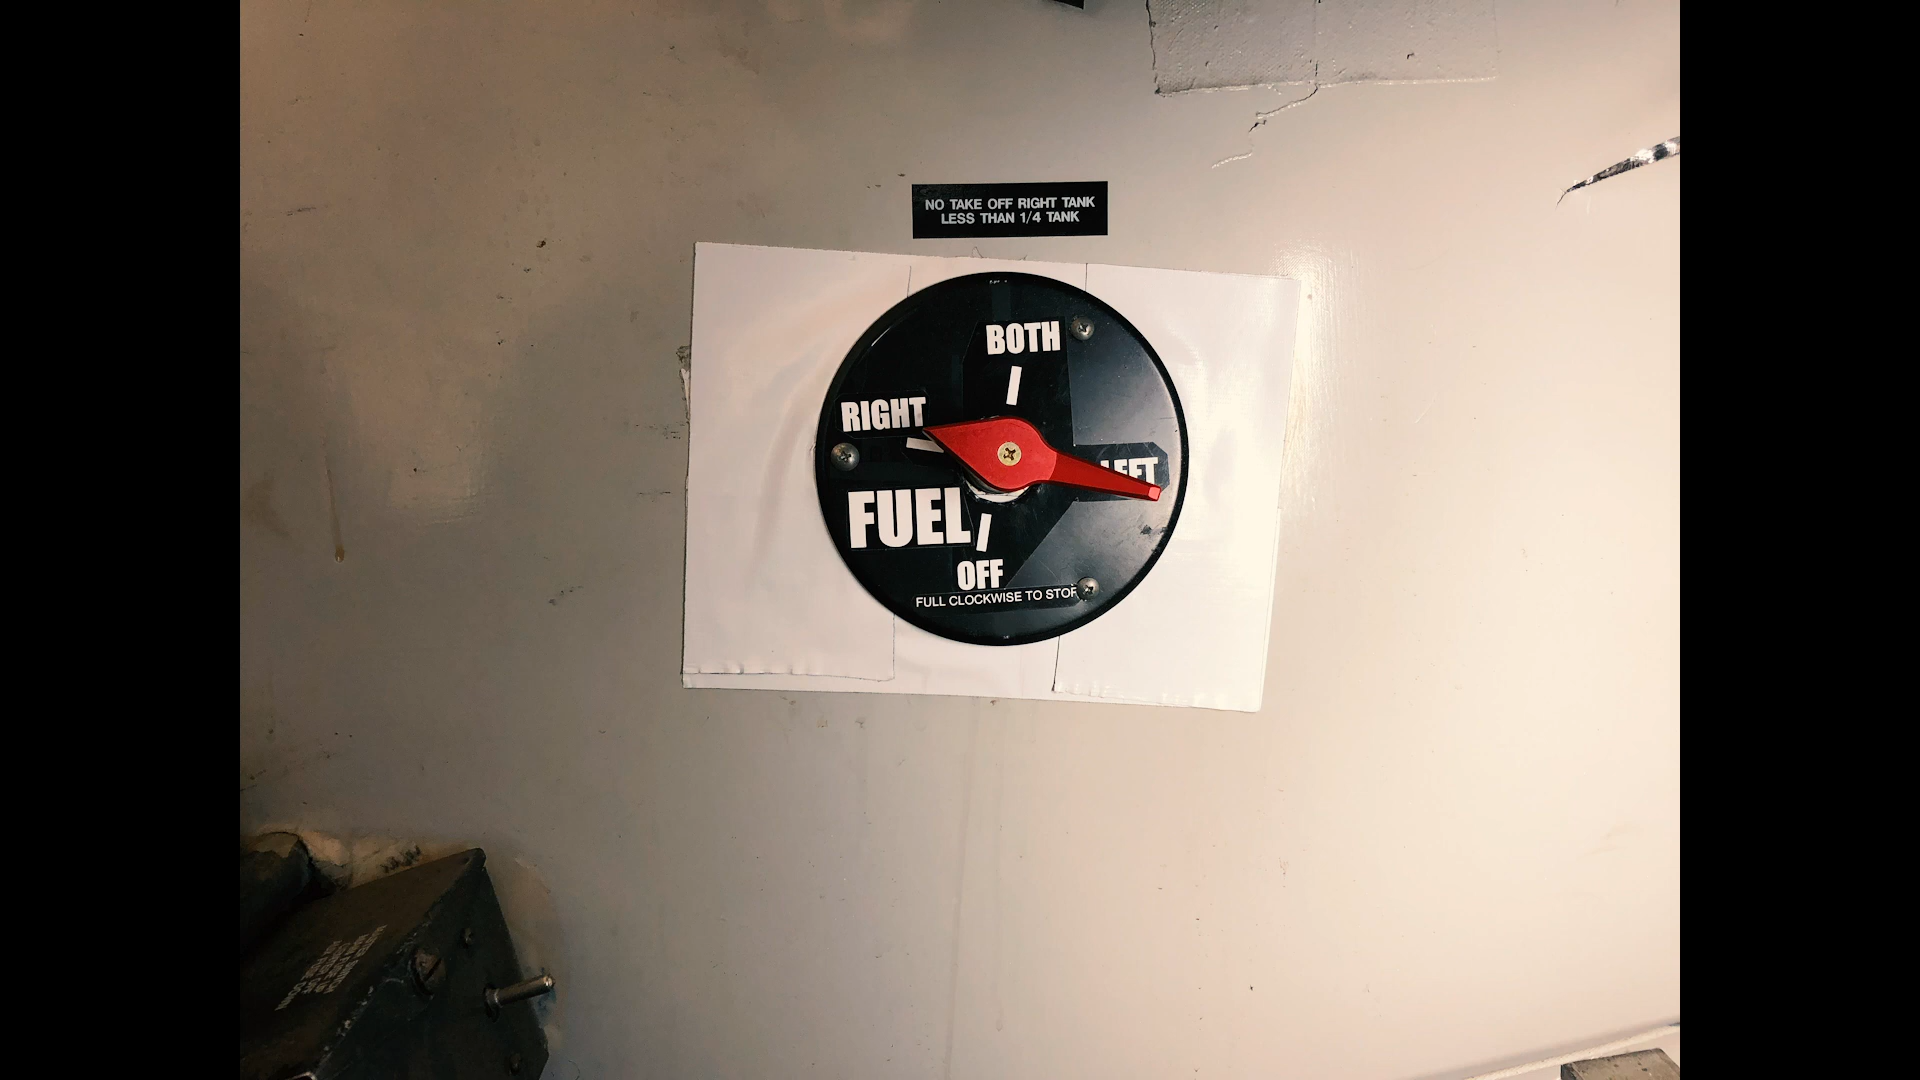 NO TAKE OFF RIGHT TANK
LESS THAN 1/4 TANK
BOTH
RIGHT
LEFT
FUEL
OFF
FULL CLOCKWISE TO STOP